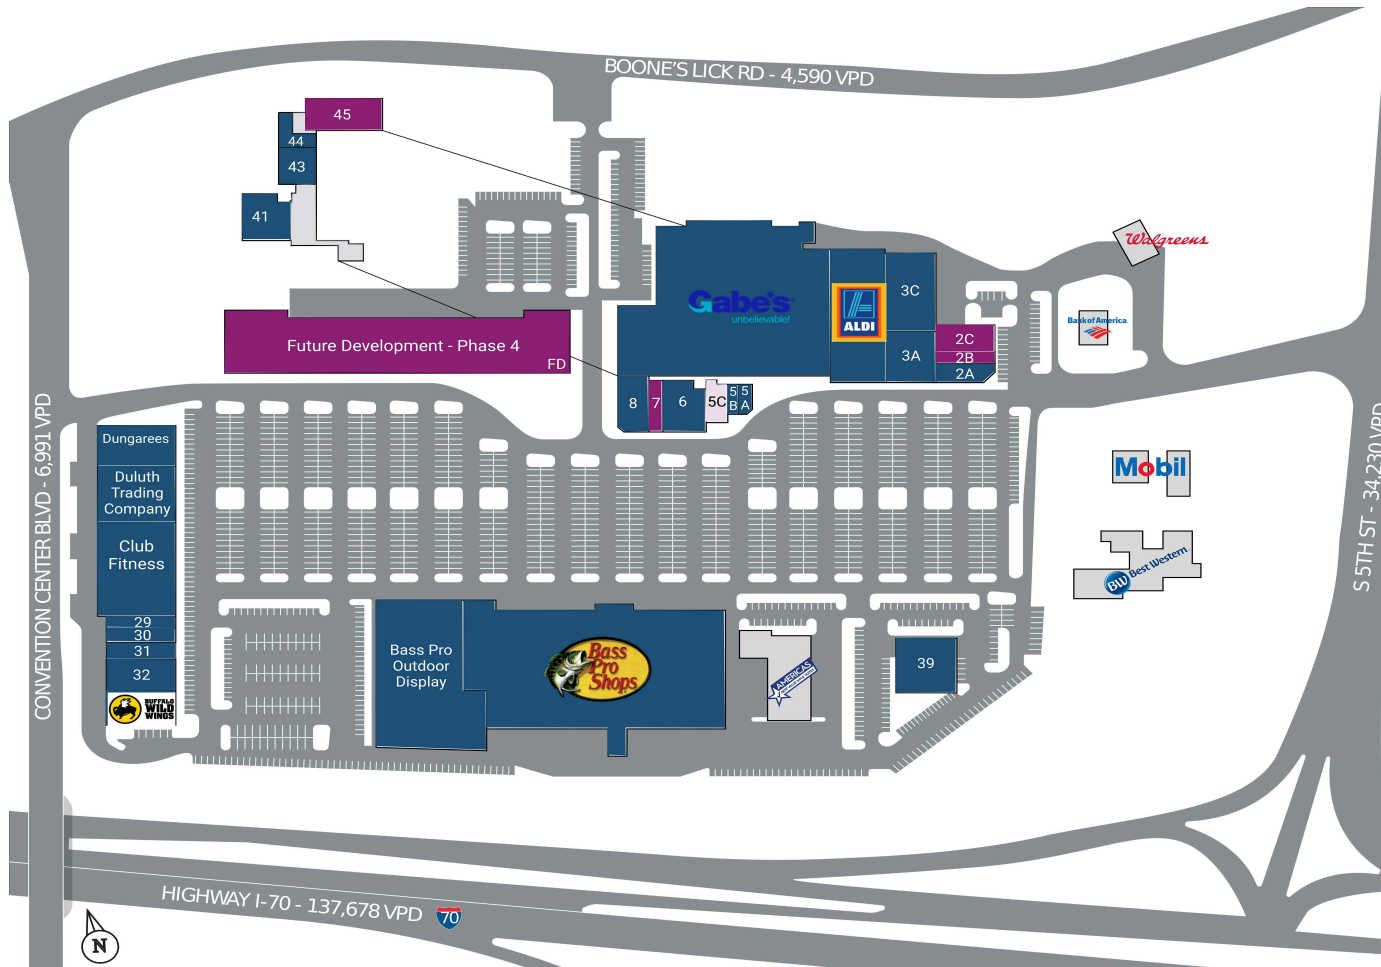 BOONE'S LICK RD - 4,590 VPD
45
44
43
41
Walgreens
Gabe's
unbelievable!
ALDI
3C
3A
2C
2B
2A
Bank of America
Future Development - Phase 4
FD
8
7
6
5C
5
B
5
A
CONVENTION CENTER BLVD - 6,991 VPD
S 5TH ST - 34,230 VPD
Dungarees
Duluth
Trading
Company
Club
Fitness
29
30
31
32
BUFFALO
WILD
WINGS
Mobil
BW Best Western
Bass Pro
Outdoor
Display
Bass
Pro
Shops
AMERICAS
39
HIGHWAY I-70 - 137,678 VPD
70
N